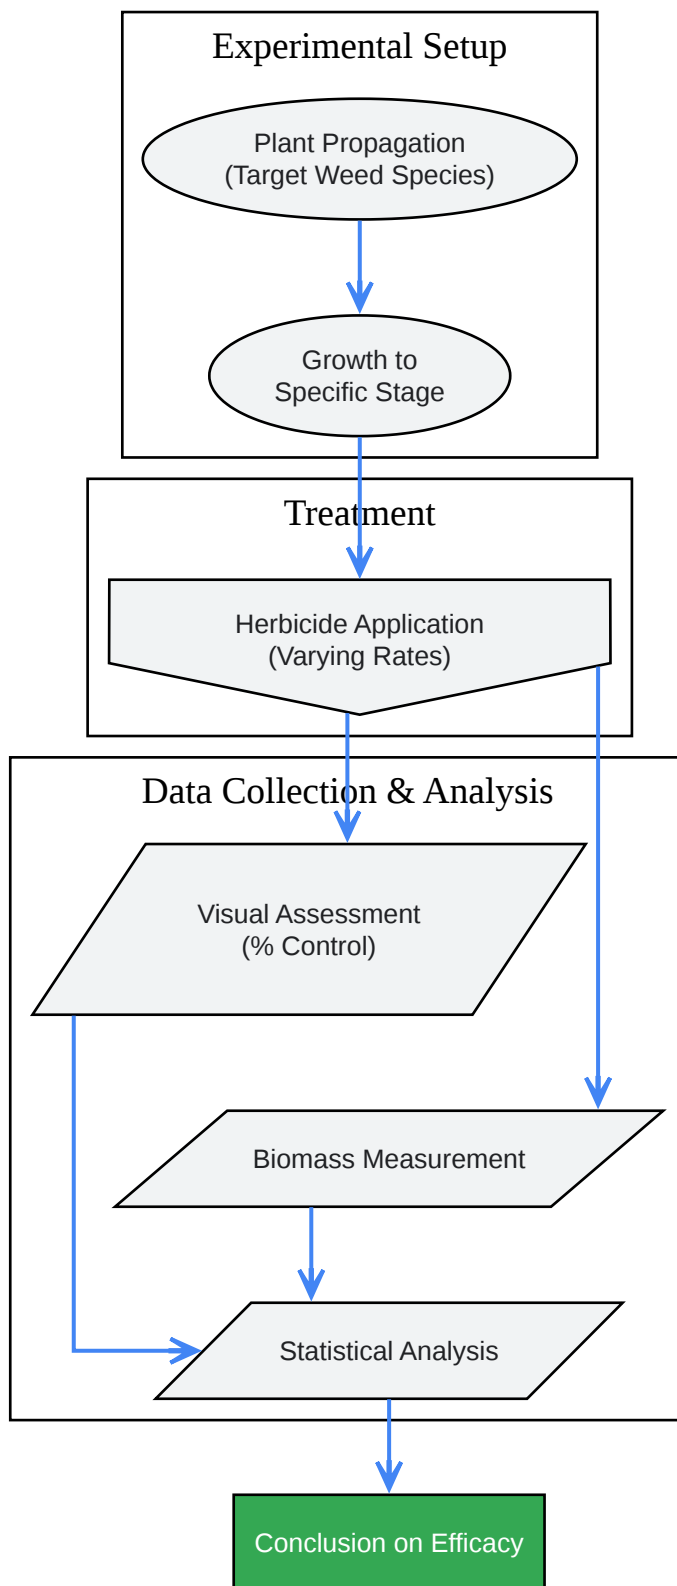 Experimental Setup
Plant Propagation
(Target Weed Species)
Growth to
Specific Stage
Treatment
Herbicide Application
(Varying Rates)
Data Collection & Analysis
Visual Assessment
(% Control)
Biomass Measurement
Statistical Analysis
Conclusion on Efficacy